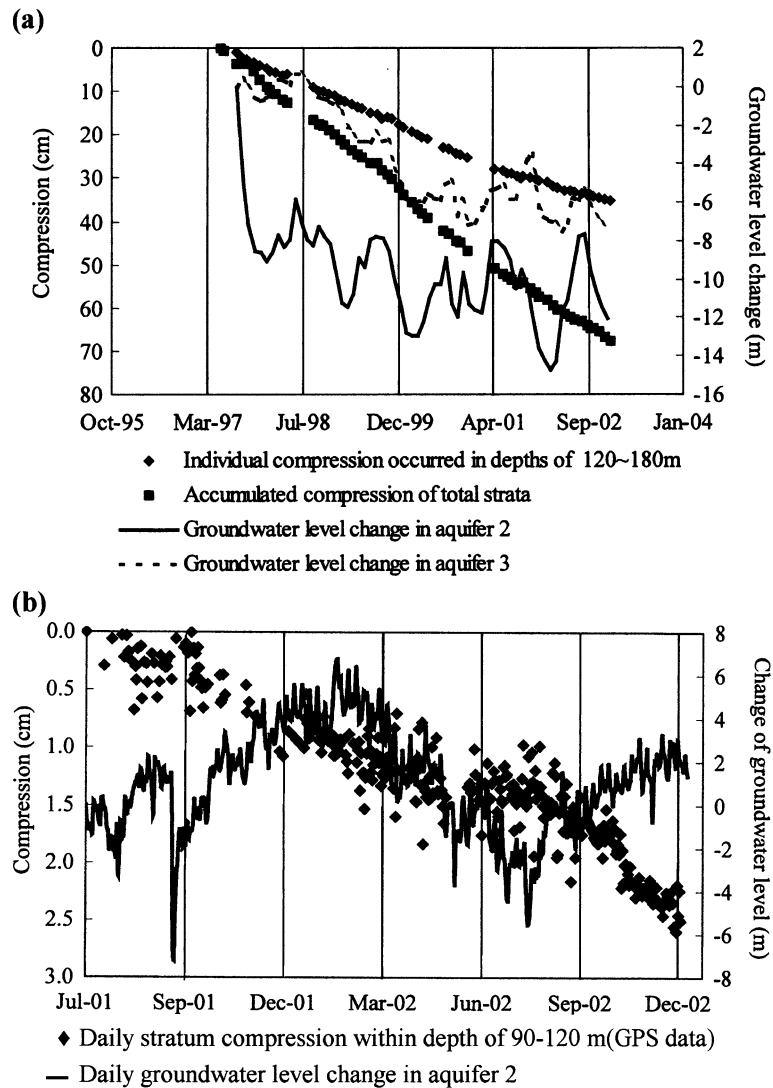 (a)
Compression (cm)
0
10
20
30
40
50
60
70
80
2
0
-2
-4
-6
-8
-10
-12
-14
-16
Groundwater level change (m)
Oct-95 Mar-97 Jul-98 Dec-99 Apr-01 Sep-02 Jan-04
Individual compression occurred in depths of 120~180m
Accumulated compression of total strata
Groundwater level change in aquifer 2
Groundwater level change in aquifer 3
(b)
Compression (cm)
0.0
0.5
1.0
1.5
2.0
2.5
3.0
8
6
4
2
0
-2
-4
-6
-8
Change of groundwater level (m)
Jul-01 Sep-01 Dec-01 Mar-02 Jun-02 Sep-02 Dec-02
Daily stratum compression within depth of 90-120 m(GPS data)
Daily groundwater level change in aquifer 2